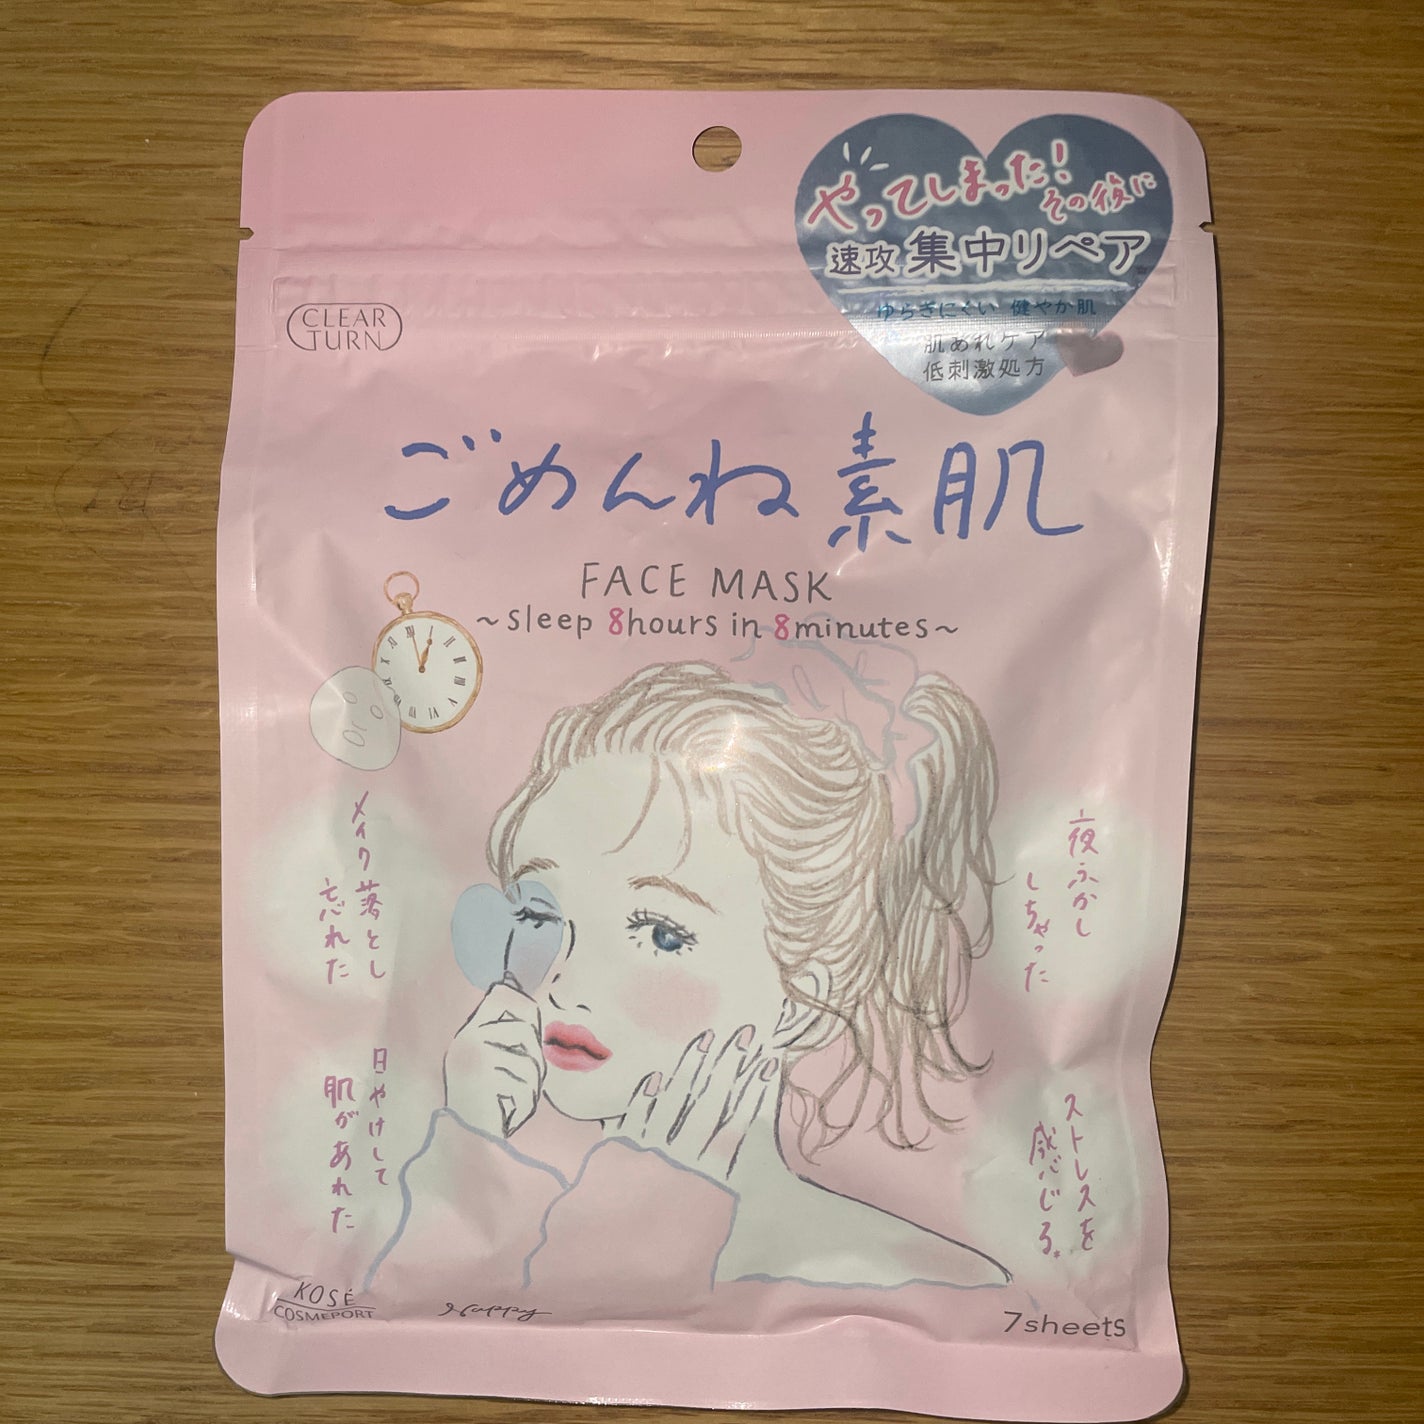 やってしまった!
その後に
速攻 集中リペア
ゆらぎにくい 健やか肌
肌あれケア
低刺激処方
CLEAR
TURN
ごめんね素肌
FACE MASK
~sleep 8hours in 8minutes~
メイク落とし
忘れた
夜ふかし
しちゃった
日やけして
肌があれた
ストレスを
感じる。
KOSÉ
COSMEPORT
Happy
7sheets